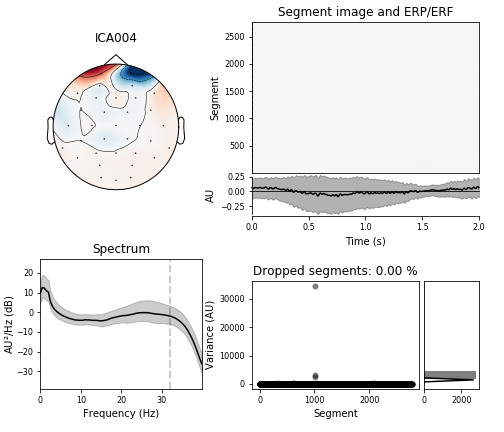 ICA004
Segment image and ERP/ERF
2500
2000
1500
1000
500
Segment
0.25
0.00
−0.25
AU
0.0 0.5 1.0 1.5 2.0
Time (s)
Spectrum
20
10
0
−10
−20
−30
AU²/Hz (dB)
0 10 20 30
Frequency (Hz)
Dropped segments: 0.00 %
30000
20000
10000
0
Variance (AU)
0 1000 2000
Segment
0 2000